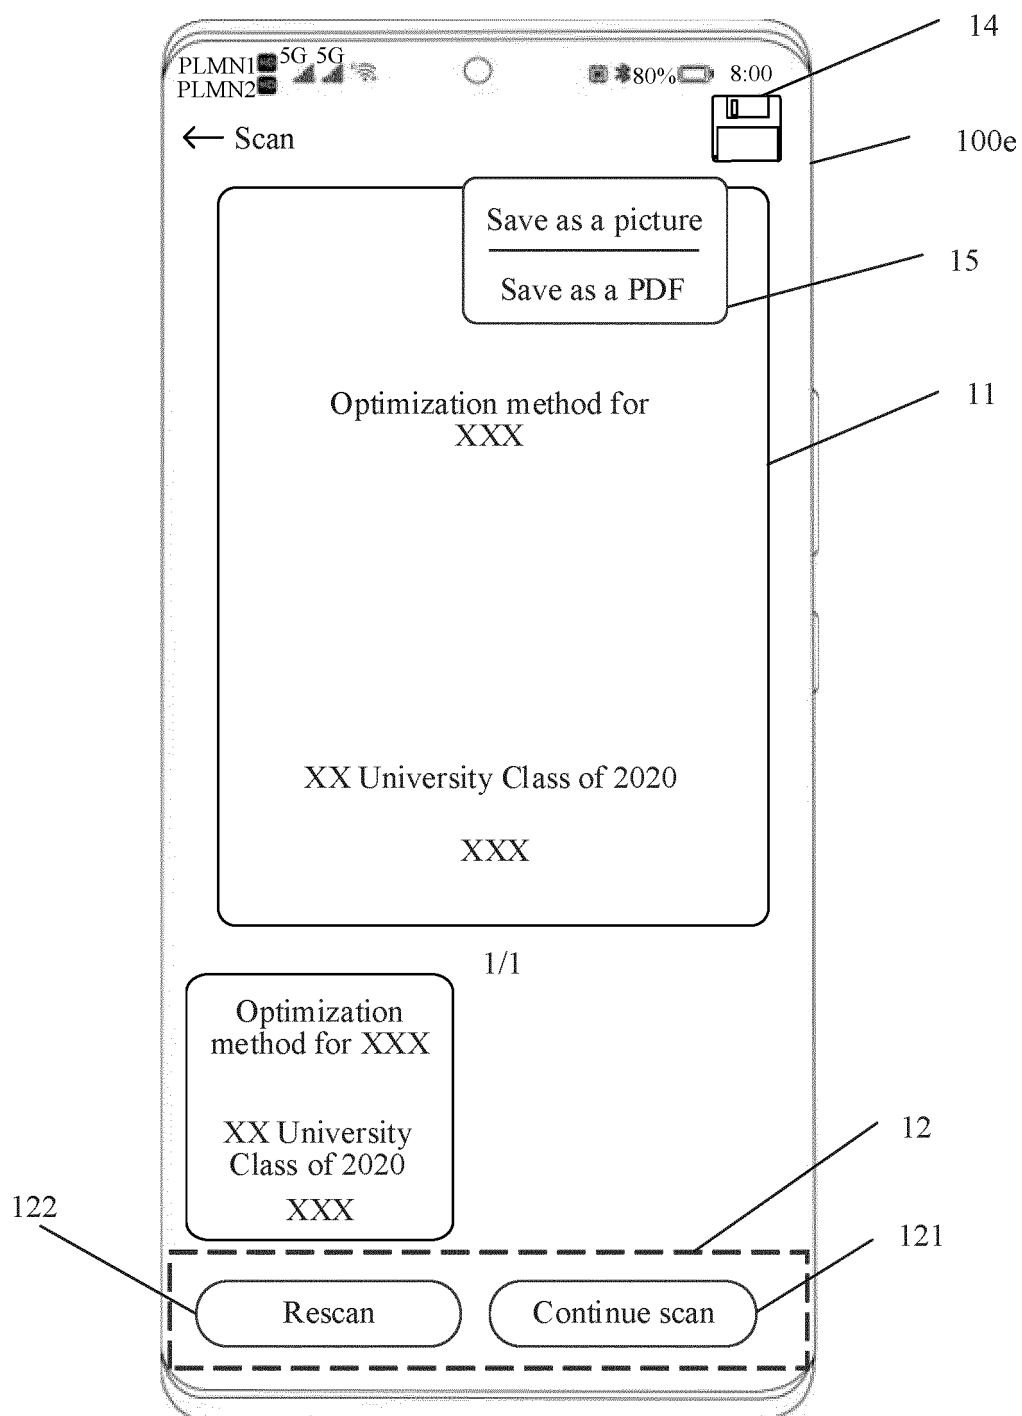 14
PLMN1 HD 5G 5G
PLMN2 HD
80% 8:00
← Scan
100e
Save as a picture
Save as a PDF
15
Optimization method for
XXX
11
XX University Class of 2020
XXX
1/1
Optimization
method for XXX
XX University
Class of 2020
XXX
12
122
121
Rescan
Continue scan